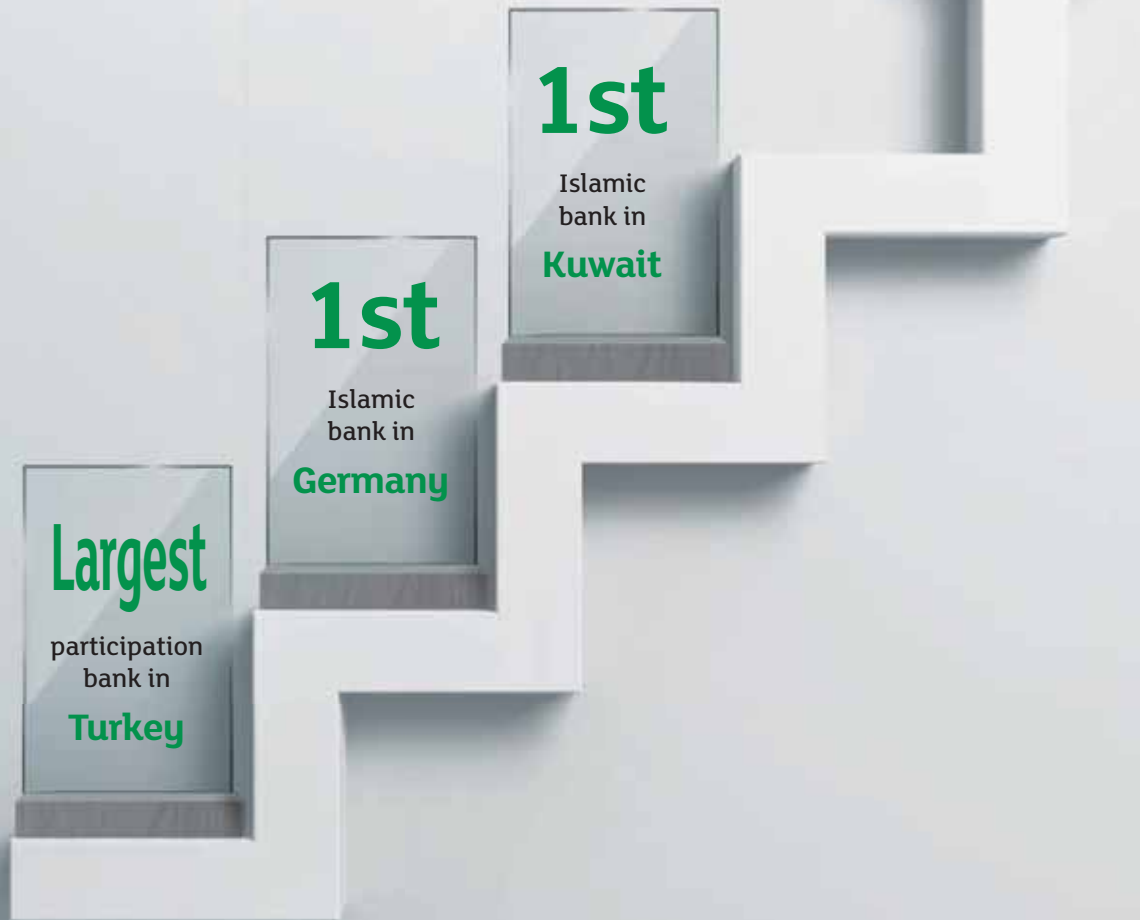 1st
Islamic
bank in
Kuwait
1st
Islamic
bank in
Germany
Largest
participation
bank in
Turkey